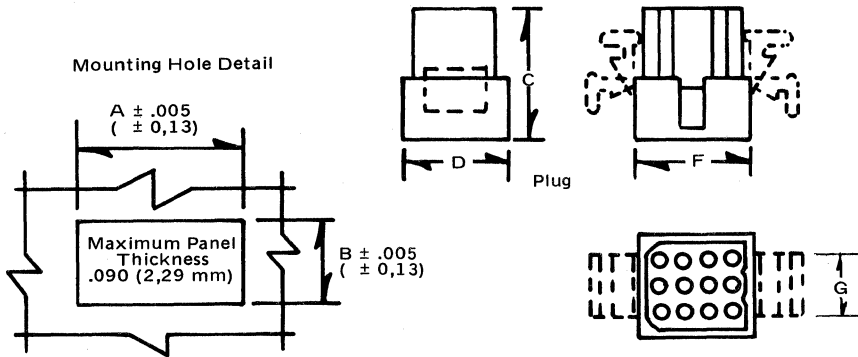 Mounting Hole Detail
A ± .005
( ± 0,13)
Maximum Panel
Thickness
.090 (2,29 mm)
B ± .005
( ± 0,13)
C
D
Plug
F
G